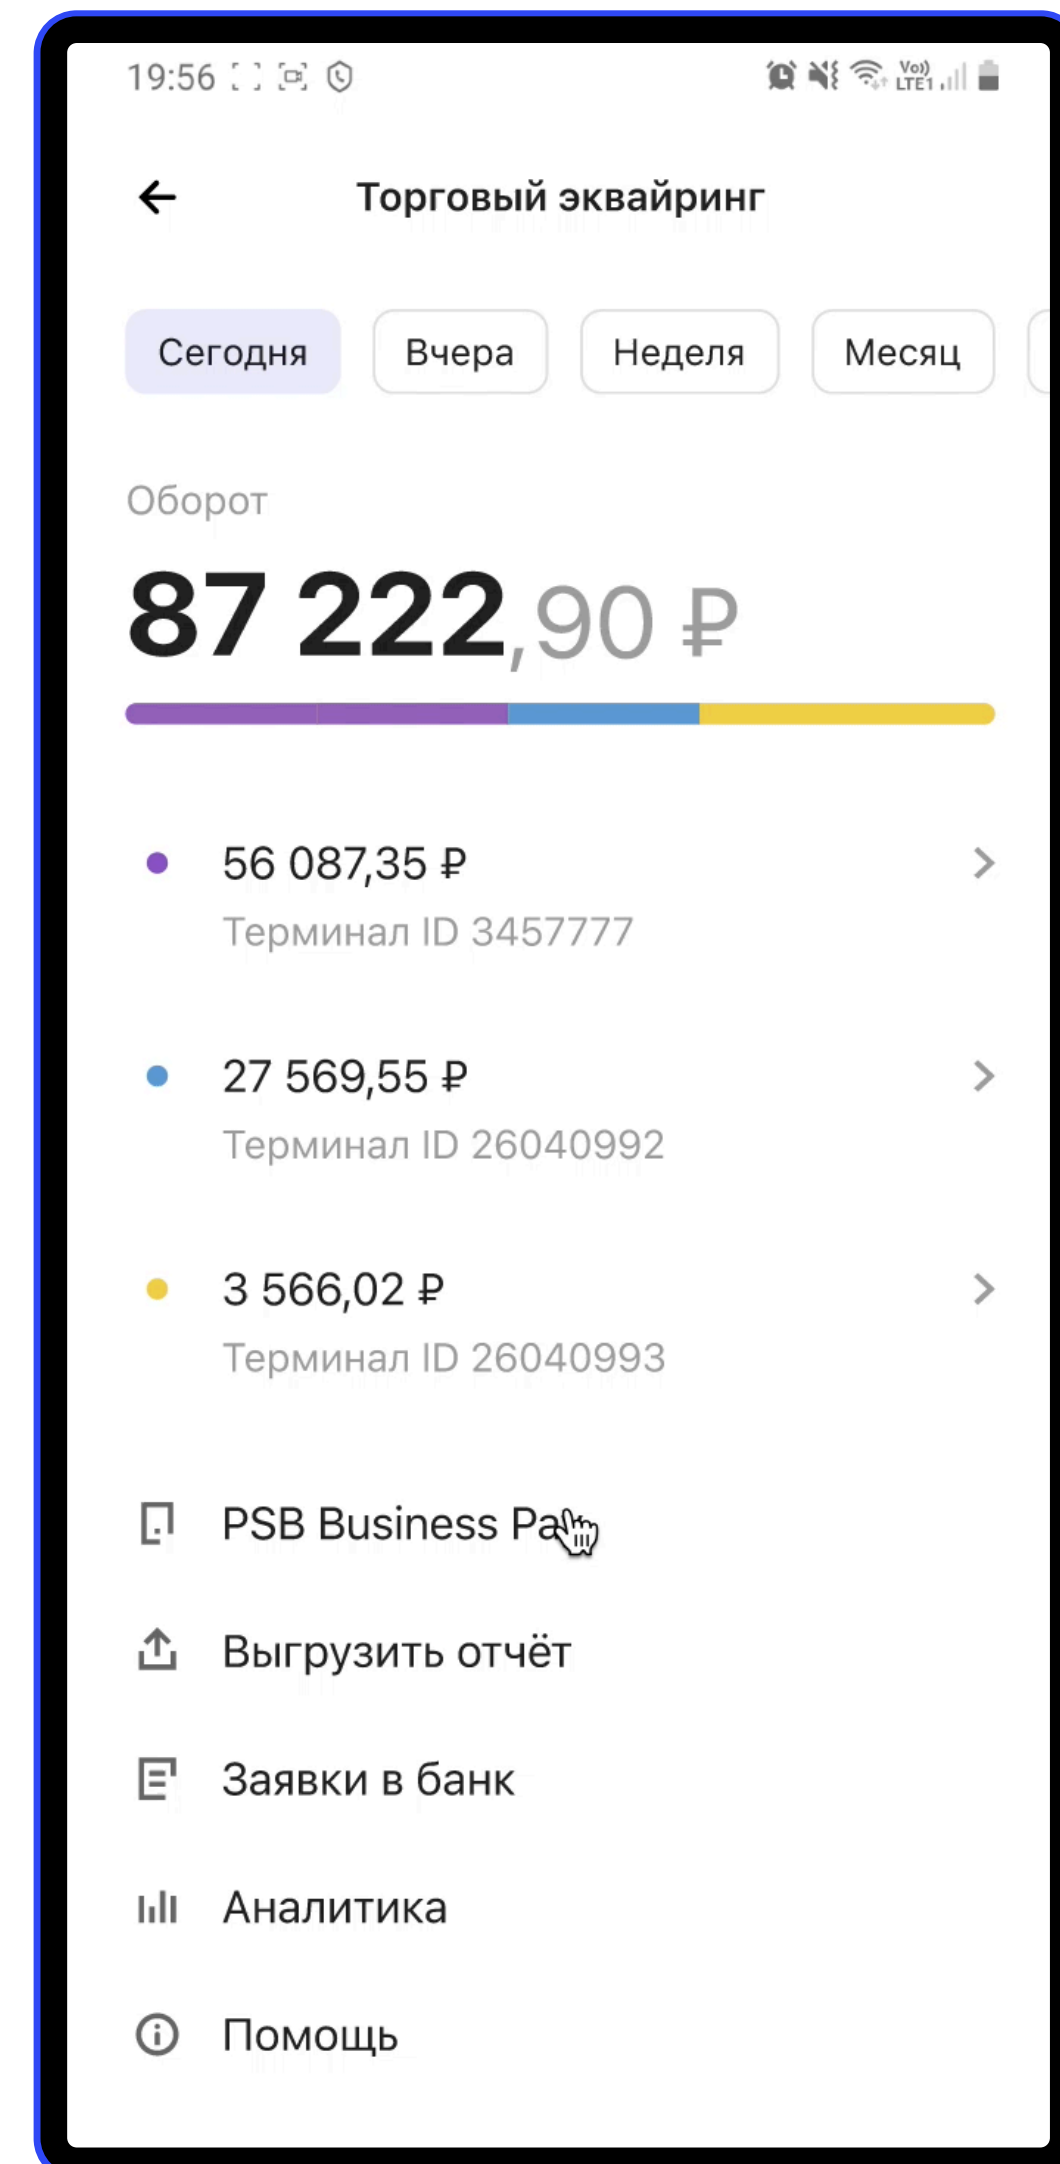 19:56
Vo))
LTE1
Торговый эквайринг
Сегодня
Вчера
Неделя
Месяц
Оборот
87 222,90 ₽
56 087,35 ₽
Терминал ID 3457777
27 569,55 ₽
Терминал ID 26040992
3 566,02 ₽
Терминал ID 26040993
PSB Business
Выгрузить отчёт
Заявки в банк
Аналитика
Помощь